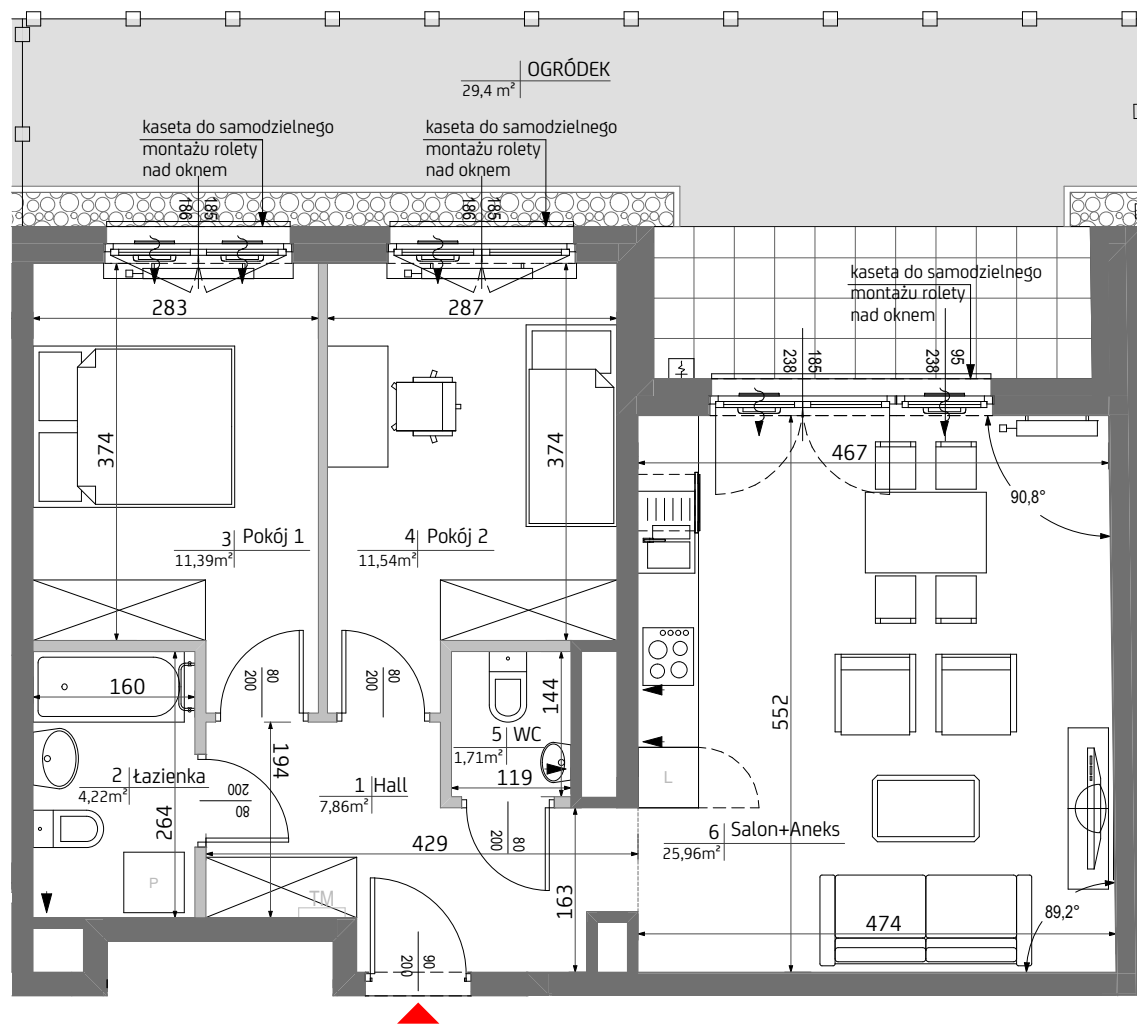 OGRÓDEK
29,4 m²
kaseta do samodzielnego
montażu rolety
nad oknem
kaseta do samodzielnego
montażu rolety
nad oknem
186
185
186
185
kaseta do samodzielnego
montażu rolety
nad oknem
283
287
238
185
238
95
467
374
374
90,8°
3 Pokój 1
11,39m²
4 Pokój 2
11,54m²
80
200
80
200
160
144
552
5 WC
1,71m²
194
2 Łazienka
4,22m²
1 Hall
7,86m²
119
L
200
80
264
429
80
200
6 Salon+Aneks
25,96m²
P
TM
163
474
89,2°
90
200